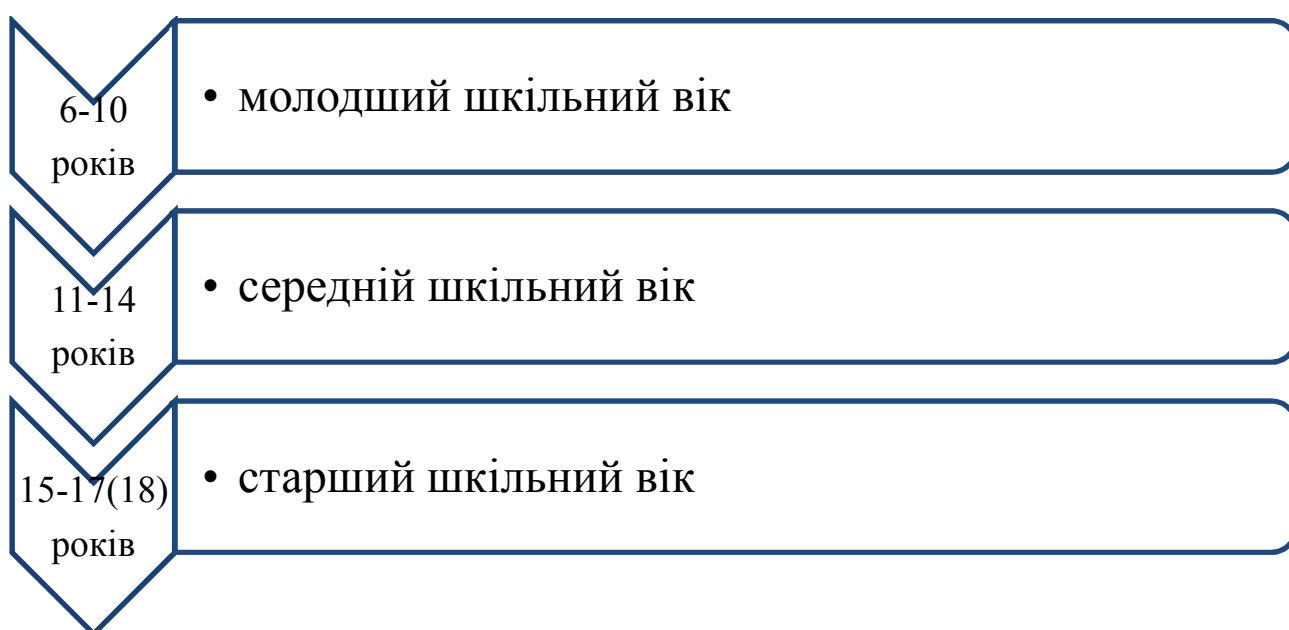 6-10
років
• молодший шкільний вік
11-14
років
• середній шкільний вік
15-17(18)
років
• старший шкільний вік